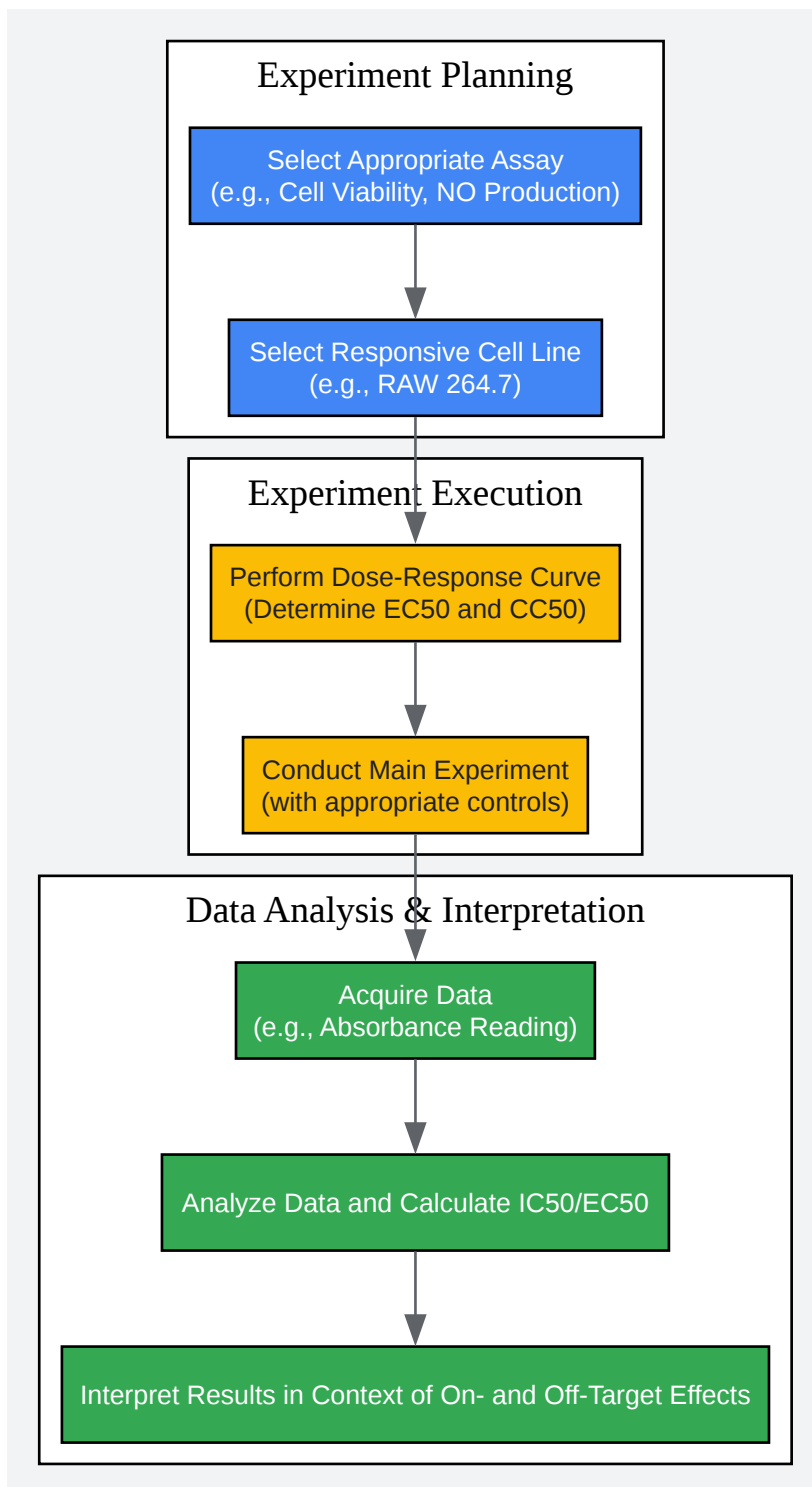 Experiment Planning
Select Appropriate Assay
(e.g., Cell Viability, NO Production)
Select Responsive Cell Line
(e.g., RAW 264.7)
Experiment Execution
Perform Dose-Response Curve
(Determine EC50 and CC50)
Conduct Main Experiment
(with appropriate controls)
Data Analysis & Interpretation
Acquire Data
(e.g., Absorbance Reading)
Analyze Data and Calculate IC50/EC50
Interpret Results in Context of On- and Off-Target Effects